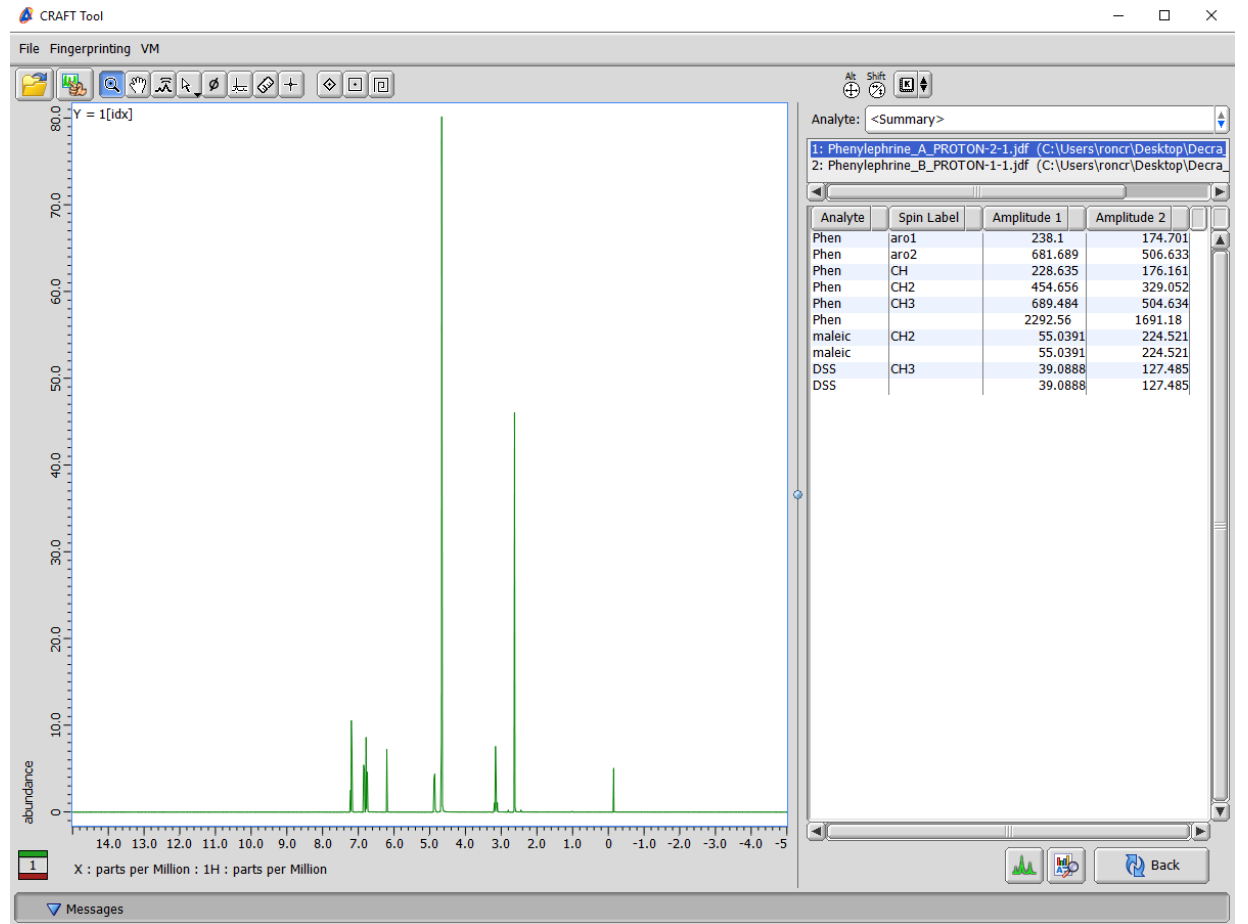 CRAFT Tool
File Fingerprinting VM
Alt Shift
Y = 1[idx]
80.0
70.0
60.0
50.0
40.0
30.0
20.0
10.0
0
abundance
14.0 13.0 12.0 11.0 10.0 9.0 8.0 7.0 6.0 5.0 4.0 3.0 2.0 1.0 0 -1.0 -2.0 -3.0 -4.0 -5
X : parts per Million : 1H : parts per Million
1
Analyte: <Summary>
1: Phenylephrine_A_PROTON-2-1.jdf (C:\Users\roncr\Desktop\Decra_
2: Phenylephrine_B_PROTON-1-1.jdf (C:\Users\roncr\Desktop\Decra_
Analyte Spin Label Amplitude 1 Amplitude 2
Phen aro1 238.1 174.701
Phen aro2 681.689 506.633
Phen CH 228.635 176.161
Phen CH2 454.656 329.052
Phen CH3 689.484 504.634
Phen 2292.56 1691.18
maleic CH2 55.0391 224.521
maleic 55.0391 224.521
DSS CH3 39.0888 127.485
DSS 39.0888 127.485
Back
Messages